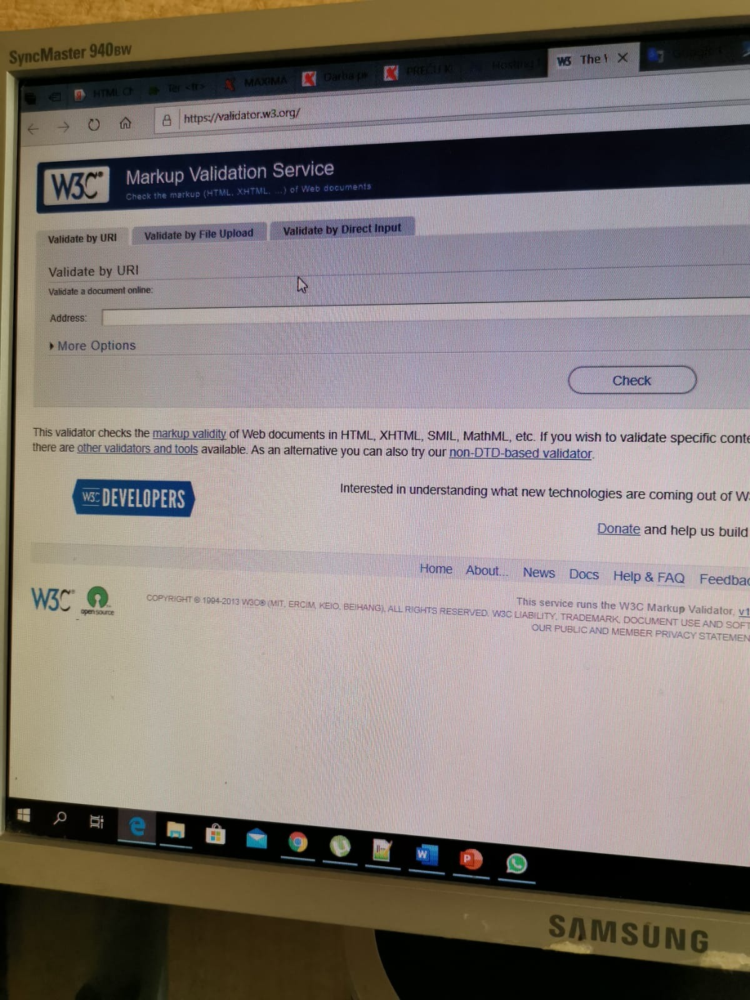 SyncMaster 940BW
HTML Ch
Ter <tr>
MAXIMA
Darba pr
PRECU K
Hosting
W3 The
https://validator.w3.org/
W3C® Markup Validation Service
Check the markup (HTML, XHTML, ...) of Web documents
Validate by URI Validate by File Upload Validate by Direct Input
Validate by URI
Validate a document online:
Address:
More Options
Check
This validator checks the markup validity of Web documents in HTML, XHTML, SMIL, MathML, etc. If you wish to validate specific conte
there are other validators and tools available. As an alternative you can also try our non-DTD-based validator.
W3C DEVELOPERS
Interested in understanding what new technologies are coming out of W
Donate and help us build
Home About... News Docs Help & FAQ Feedbac
W3C® open source
This service runs the W3C Markup Validator, v1
COPYRIGHT © 1994-2013 W3C® (MIT, ERCIM, KEIO, BEIHANG), ALL RIGHTS RESERVED. W3C LIABILITY, TRADEMARK, DOCUMENT USE AND SOFT
OUR PUBLIC AND MEMBER PRIVACY STATEMEN
W
P
SAMSUNG